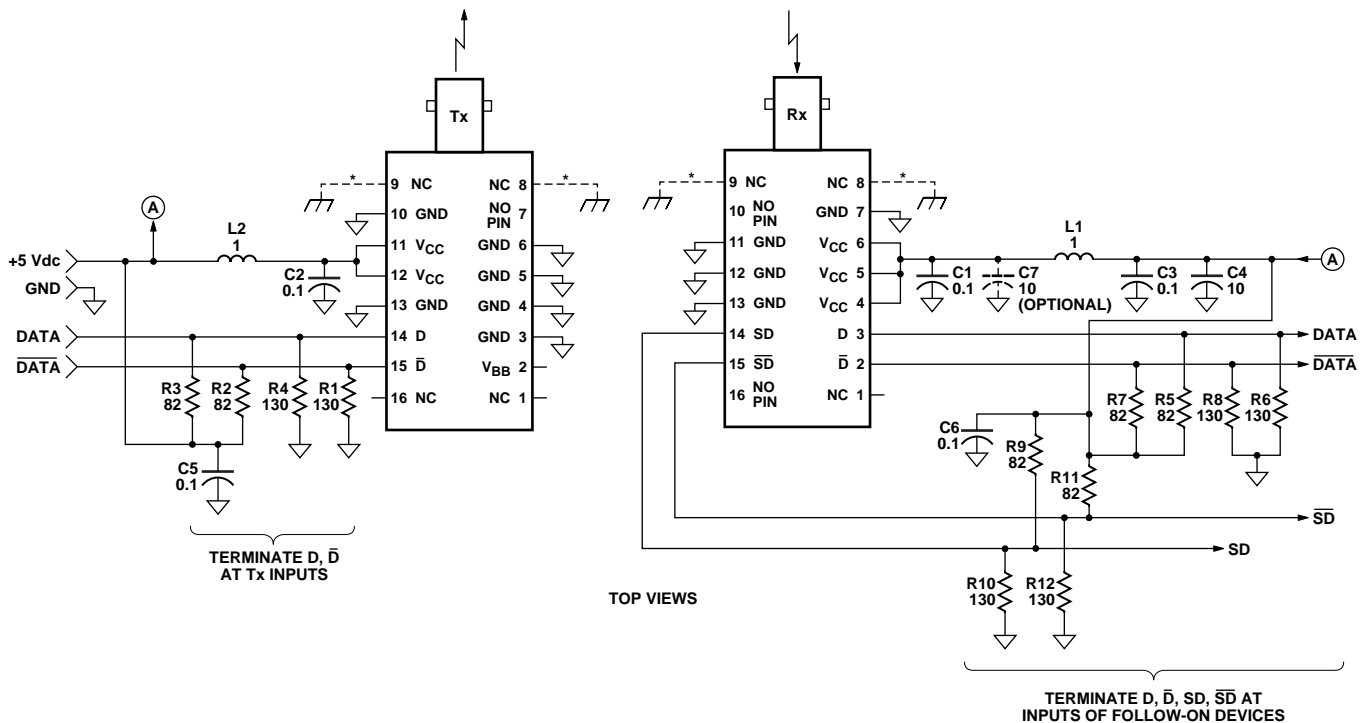 Tx
Rx
* *
9 NC
NC 8
10 GND
NO
PIN 7
11 VCC
GND 6
12 VCC
GND 5
13 GND
GND 4
14 D
GND 3
15 D̅
VBB 2
16 NC
NC 1
A
L2
1
+5 Vdc
GND
C2
0.1
DATA
D̅A̅T̅A̅
R3
82
R2
82
R4
130
R1
130
C5
0.1
TERMINATE D, D̅
AT Tx INPUTS
* *
9 NC
NC 8
10 NO
PIN
GND 7
11 GND
VCC 6
12 GND
VCC 5
13 GND
VCC 4
14 SD
D 3
15 S̅D̅
D̅ 2
16 NO
PIN
NC 1
L1
1
A
C1
0.1
C7
10
(OPTIONAL)
C3
0.1
C4
10
DATA
D̅A̅T̅A̅
R7
82
R5
82
R8
130
R6
130
C6
0.1
R9
82
R11
82
S̅D̅
SD
R10
130
R12
130
TOP VIEWS
TERMINATE D, D̅, SD, S̅D̅ AT
INPUTS OF FOLLOW-ON DEVICES